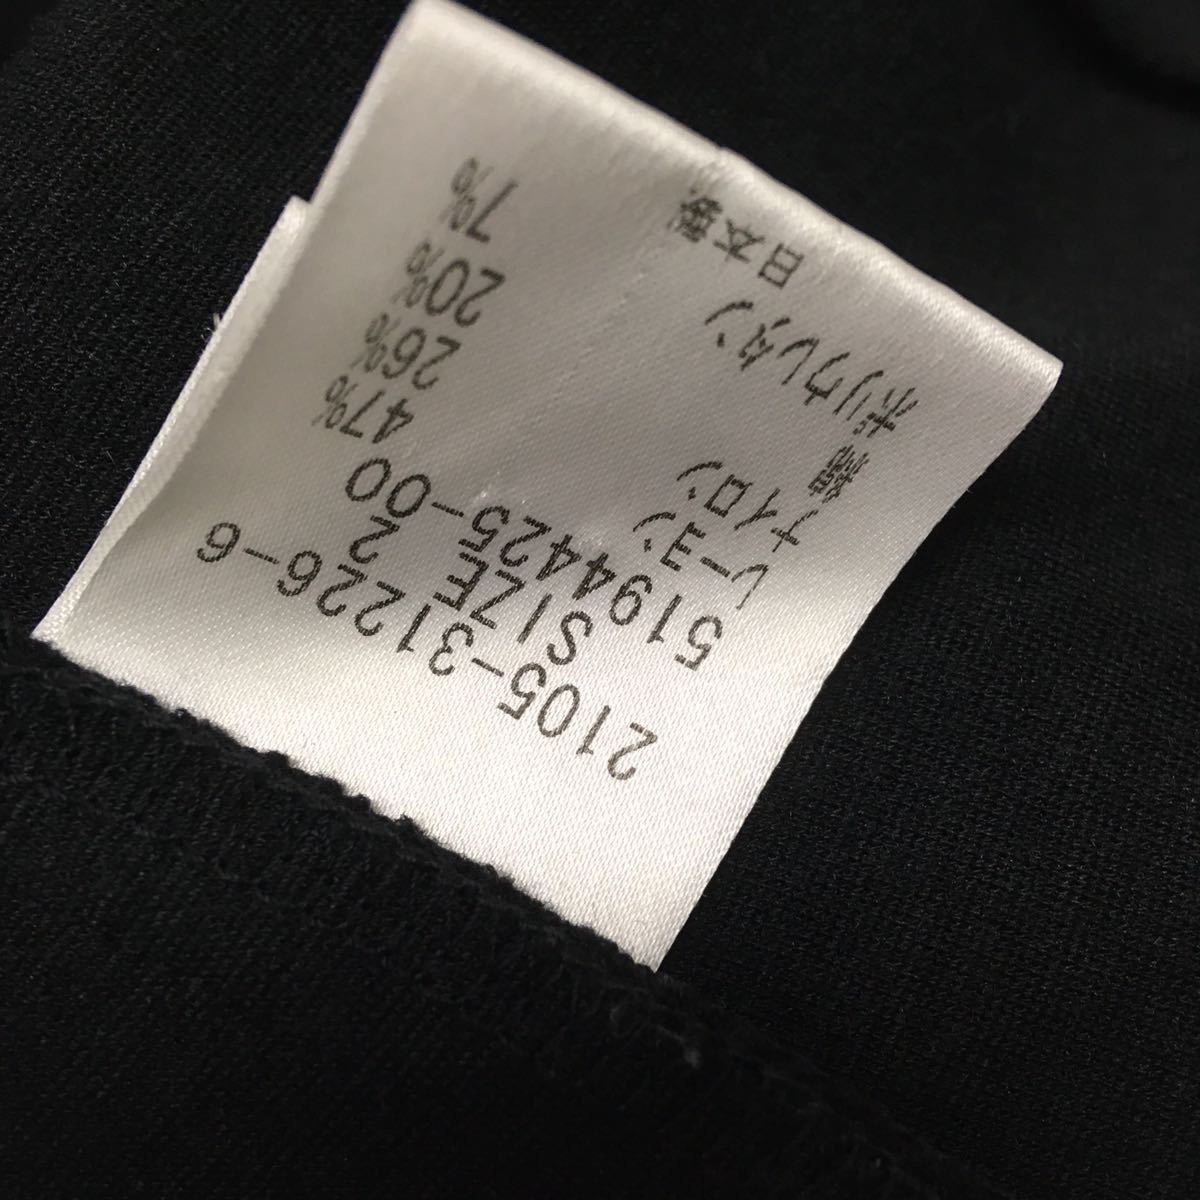 2105-31226-6
SIZE 2
5194425-00
レーヨン 47%
ナイロン 26%
綿 20%
ポリウレタン 7%
日本製